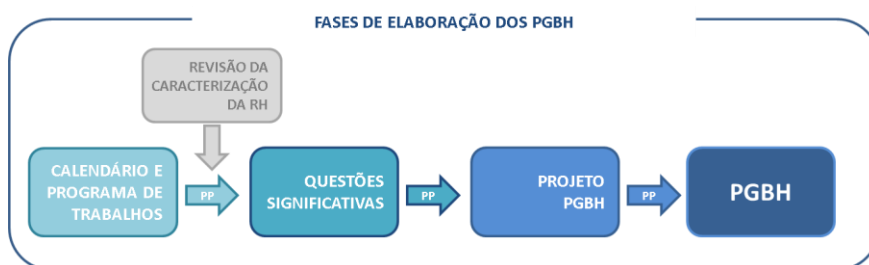 FASES DE ELABORAÇÃO DOS PGBH
REVISÃO DA
CARACTERIZAÇÃO
DA RH
CALENDÁRIO E
PROGRAMA DE
TRABALHOS
PP
QUESTÕES
SIGNIFICATIVAS
PP
PROJETO
PGBH
PP
PGBH